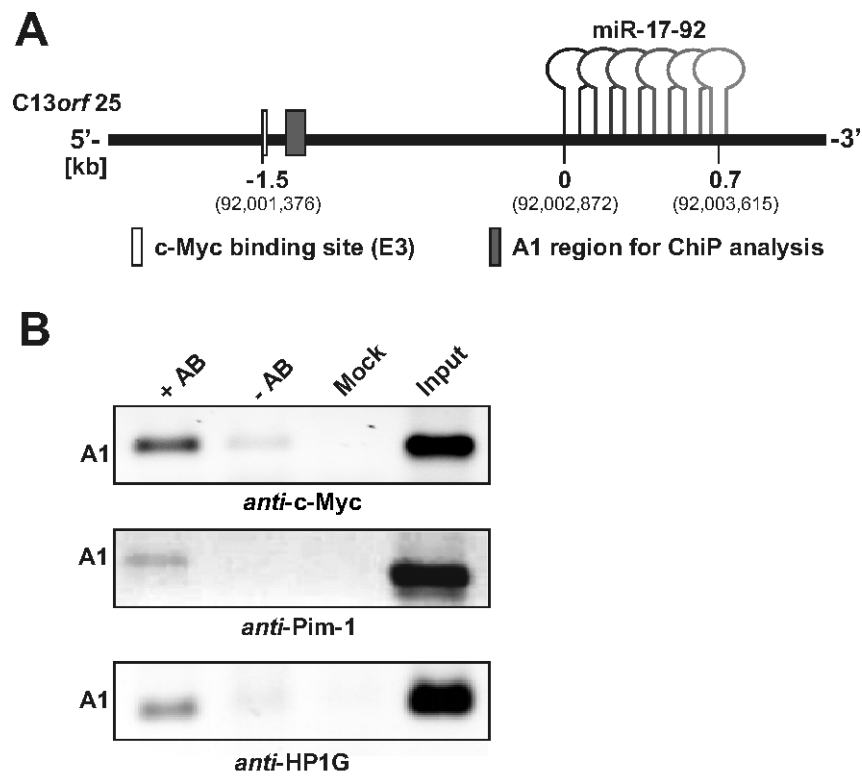 A
miR-17-92
C13orf 25
5'-
-3'
[kb]
-1.5
0
0.7
(92,001,376)
(92,002,872)
(92,003,615)
c-Myc binding site (E3)
A1 region for ChiP analysis
B
+ AB
- AB
Mock
Input
A1
anti-c-Myc
A1
anti-Pim-1
A1
anti-HP1G